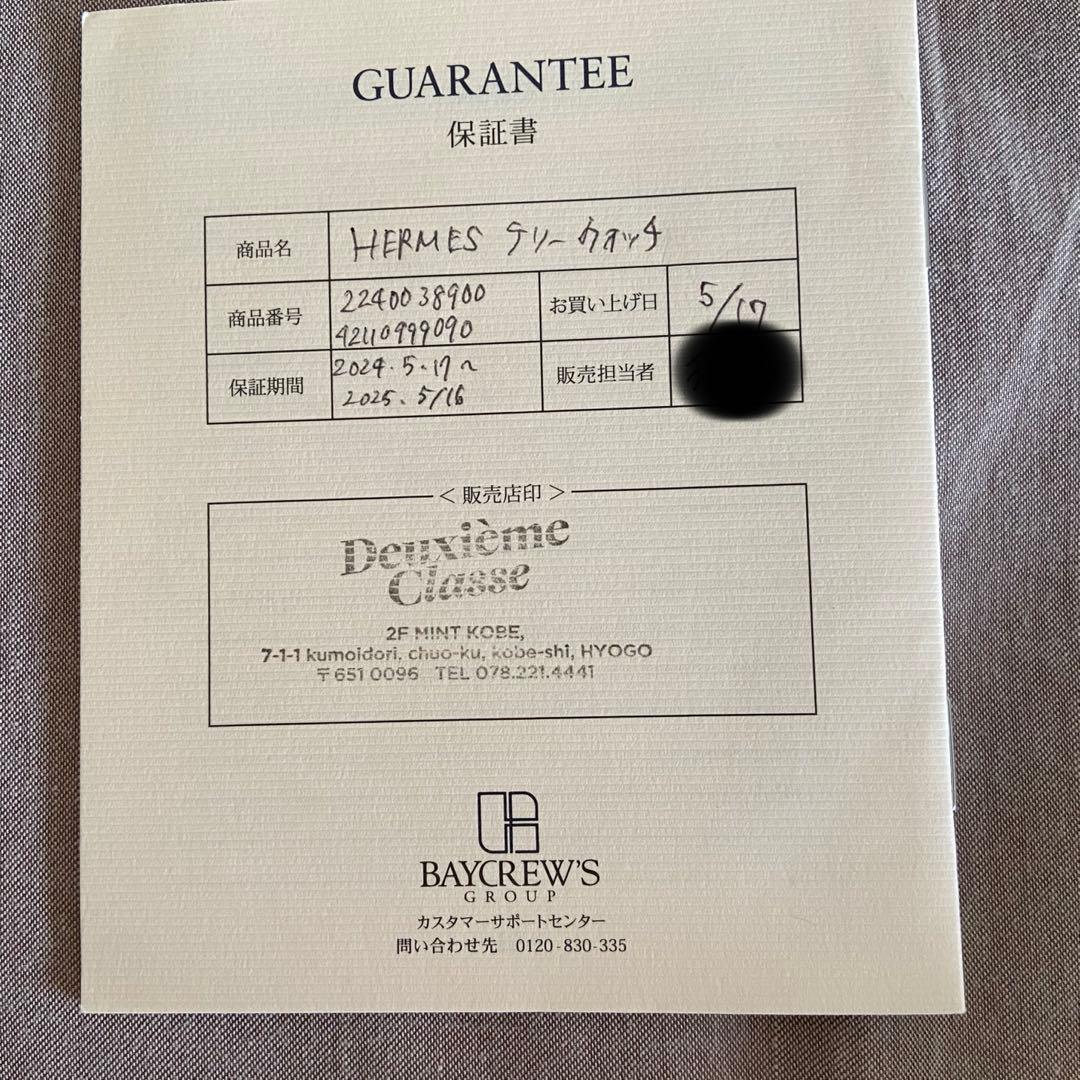 GUARANTEE
保証書
商品名 HERMES テリーウォッチ
商品番号 2240038900
42110999090
お買い上げ日 5/17
保証期間 2024.5.17〜
2025.5/16
販売担当者
＜販売店印＞
Deuxième
Classe
2F MINT KOBE,
7-1-1 kumoidori, chuo-ku, kobe-shi, HYOGO
〒651 0096 TEL 078.221.4441
BAYCREW'S
GROUP
カスタマーサポートセンター
問い合わせ先 0120-830-335